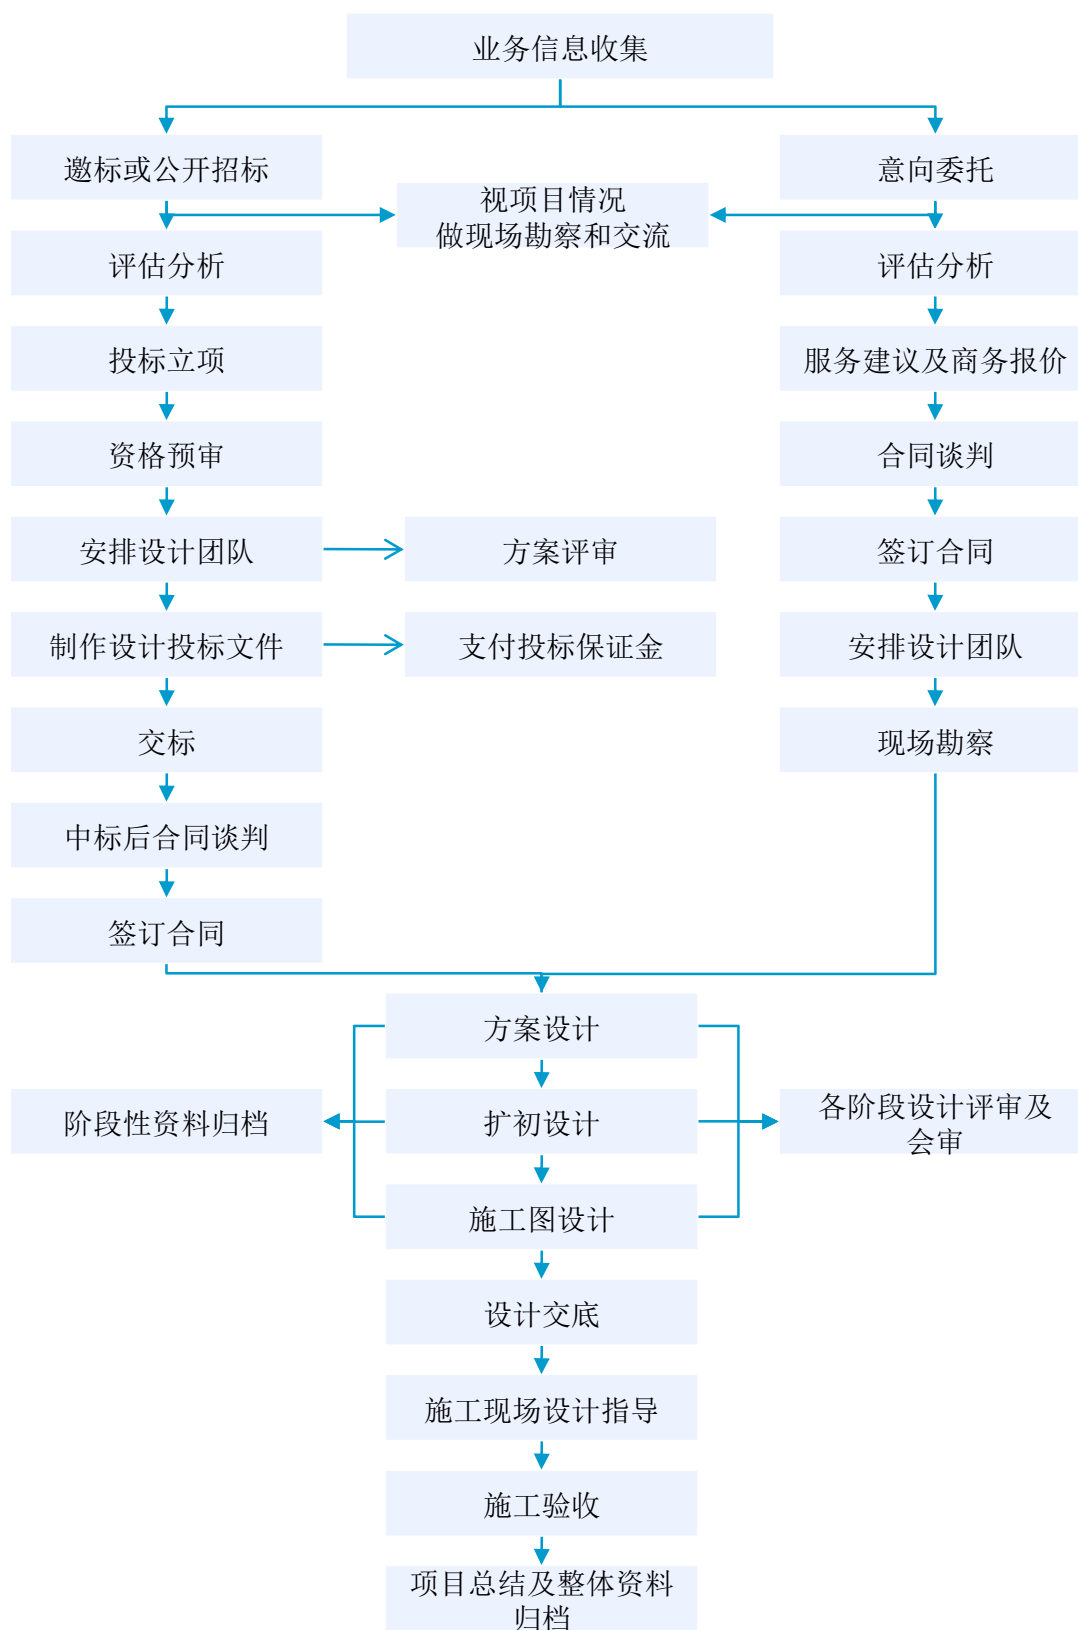 业务信息收集
邀标或公开招标
意向委托
视项目情况
做现场勘察和交流
评估分析
评估分析
投标立项
服务建议及商务报价
资格预审
合同谈判
安排设计团队
方案评审
签订合同
制作设计投标文件
支付投标保证金
安排设计团队
交标
现场勘察
中标后合同谈判
签订合同
方案设计
阶段性资料归档
扩初设计
各阶段设计评审及
会审
施工图设计
设计交底
施工现场设计指导
施工验收
项目总结及整体资料
归档